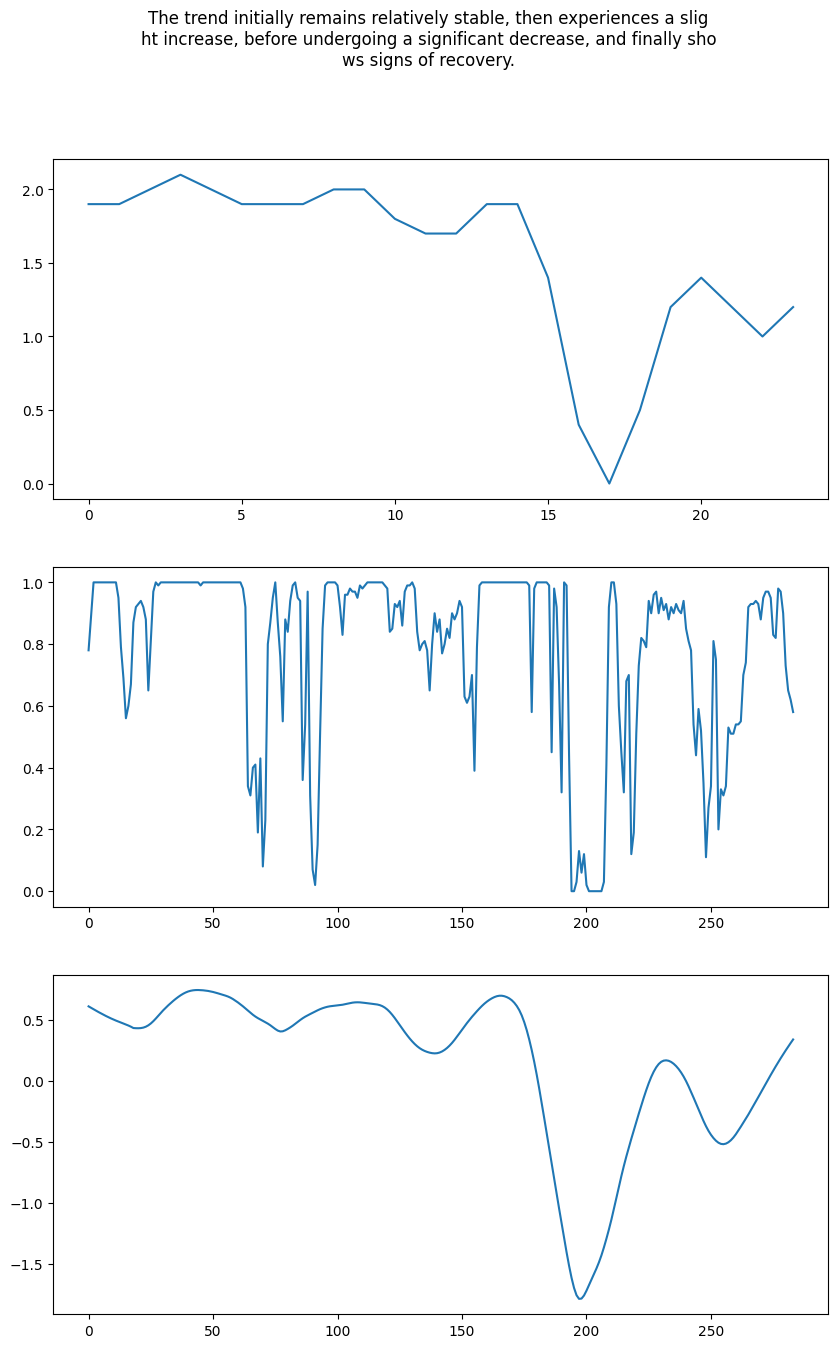 The trend initially remains relatively stable, then experiences a slig
ht increase, before undergoing a significant decrease, and finally sho
ws signs of recovery.
2.0
1.5
1.0
0.5
0.0
0 5 10 15 20
1.0
0.8
0.6
0.4
0.2
0.0
0 50 100 150 200 250
0.5
0.0
−0.5
−1.0
−1.5
0 50 100 150 200 250